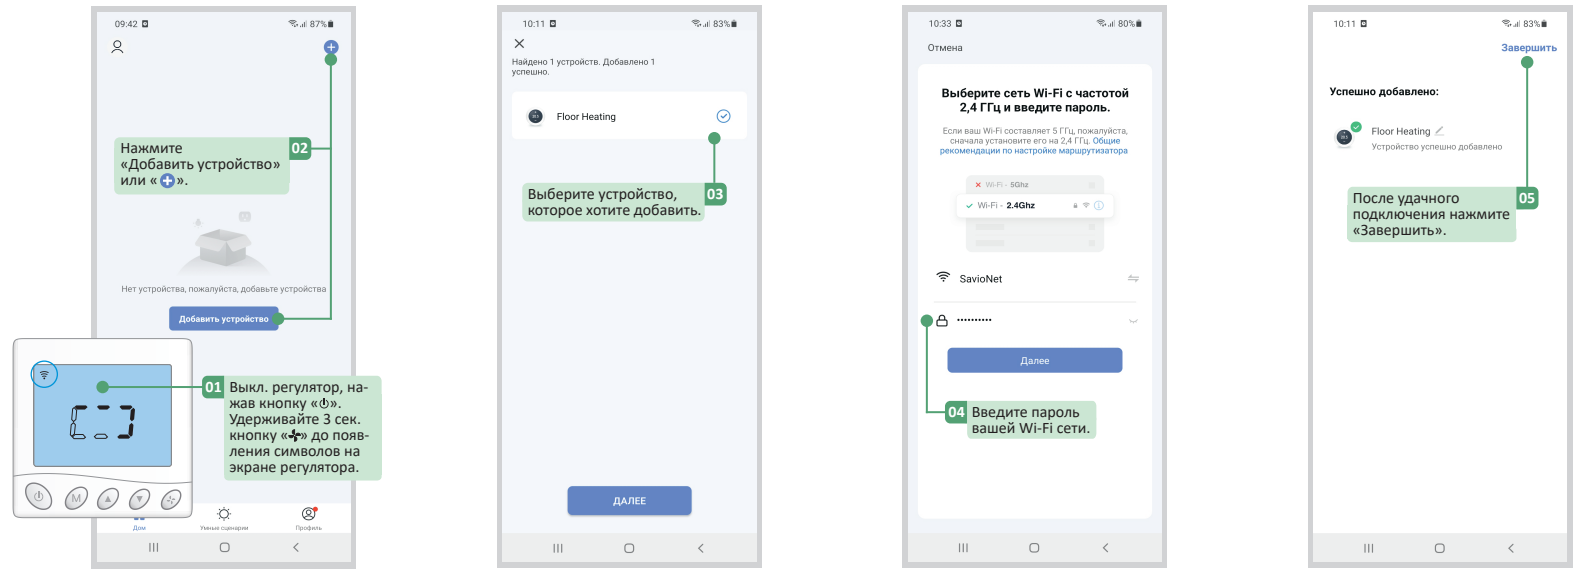 09:42
87%
Нажмите
«Добавить устройство»
или « + ».
02
Нет устройства, пожалуйста, добавьте устройства
Добавить устройство
01
Выкл. регулятор, на-
жав кнопку «⏻».
Удерживайте 3 сек.
кнопку «» до появ-
ления символов на
экране регулятора.
M
Дом
Умные сценарии
Профиль
10:11
83%
Найдено 1 устройств. Добавлено 1
успешно.
Floor Heating
03
Выберите устройство,
которое хотите добавить.
ДАЛЕЕ
10:33
80%
Отмена
Выберите сеть Wi-Fi с частотой
2,4 ГГц и введите пароль.
Если ваш Wi-Fi составляет 5 ГГц, пожалуйста,
сначала установите его на 2,4 ГГц. Общие
рекомендации по настройке маршрутизатора
Wi-Fi - 5Ghz
Wi-Fi - 2.4Ghz
SavioNet
••••••••••
Далее
04
Введите пароль
вашей Wi-Fi сети.
10:11
83%
Завершить
Успешно добавлено:
Floor Heating
Устройство успешно добавлено
05
После удачного
подключения нажмите
«Завершить».